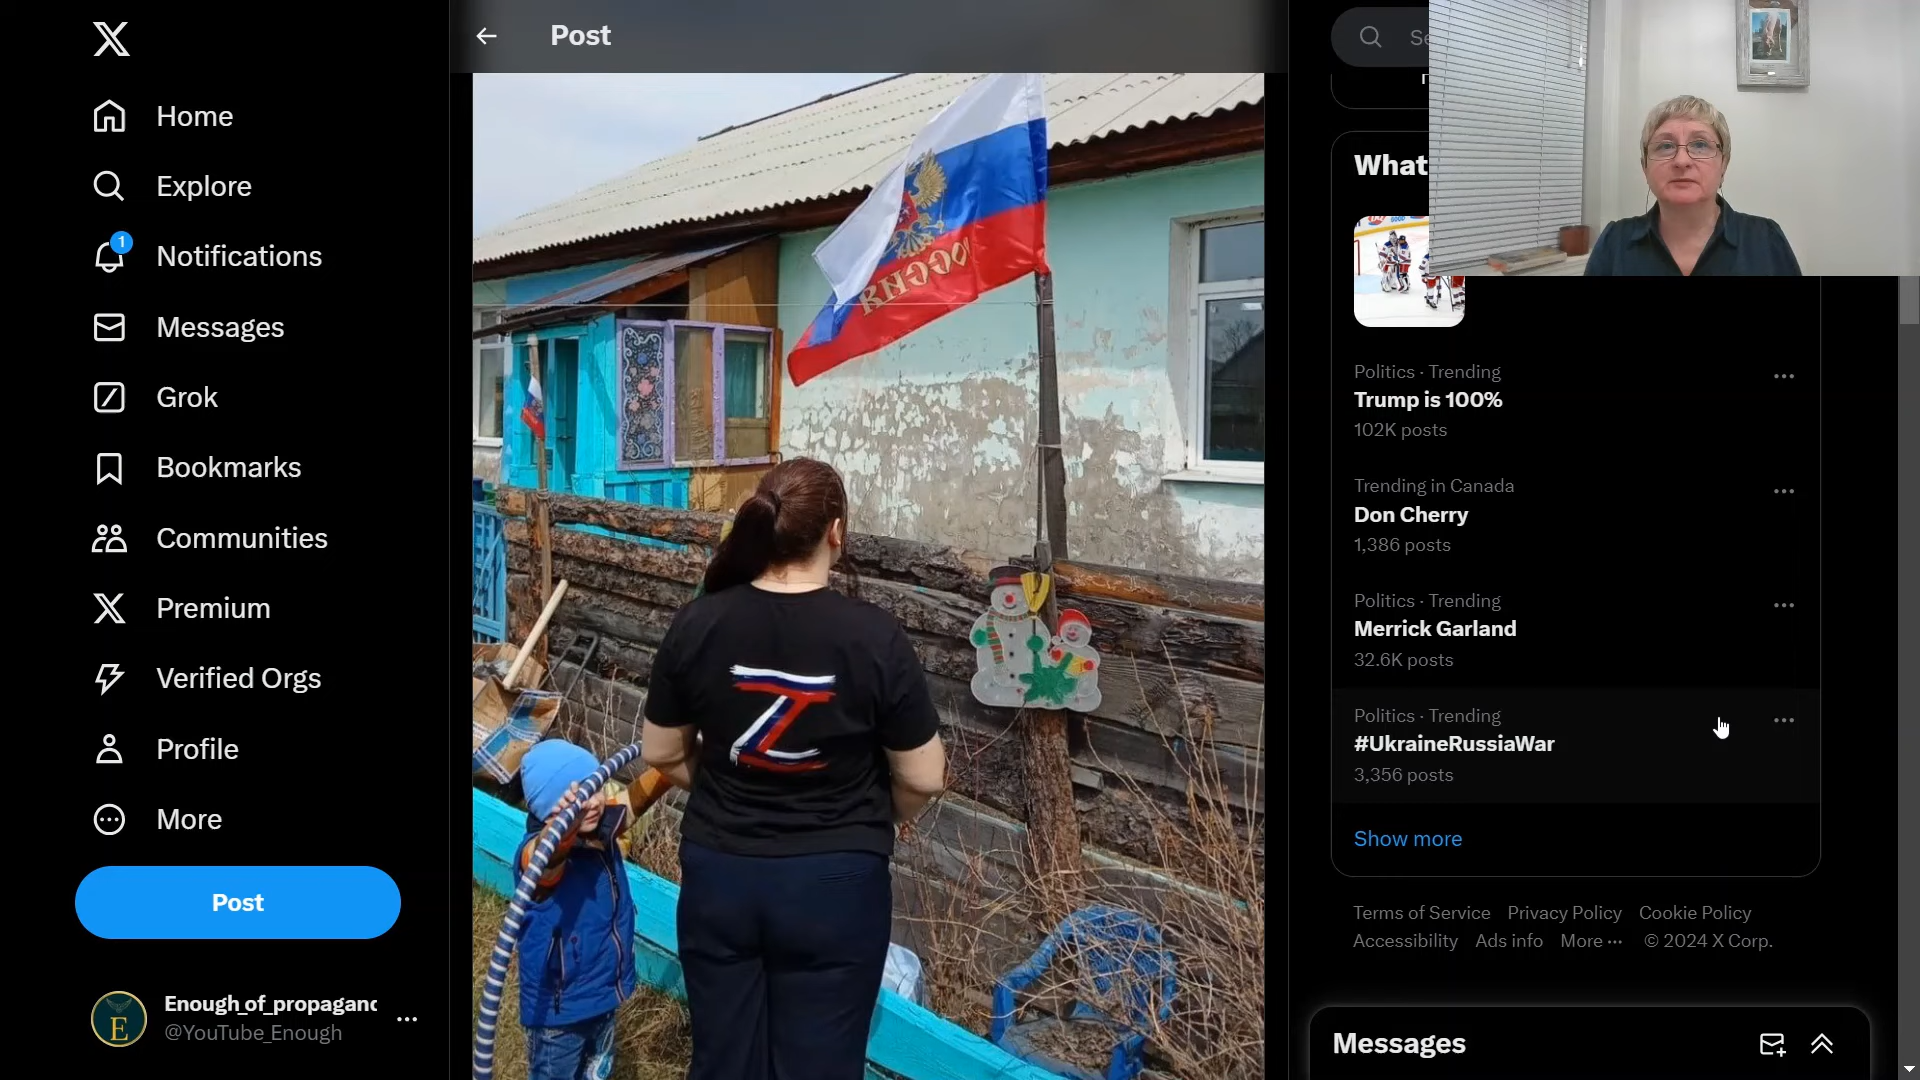 Home
Explore
1
Notifications
Messages
Grok
Bookmarks
Communities
Premium
Verified Orgs
Profile
More
Post
Enough_of_propagand
@YouTube_Enough
Post
РОССИЯ
Z
Se
What
Politics · Trending
Trump is 100%
102K posts
Trending in Canada
Don Cherry
1,386 posts
Politics · Trending
Merrick Garland
32.6K posts
Politics · Trending
#UkraineRussiaWar
3,356 posts
Show more
Terms of Service Privacy Policy Cookie Policy
Accessibility Ads info More ··· © 2024 X Corp.
Messages